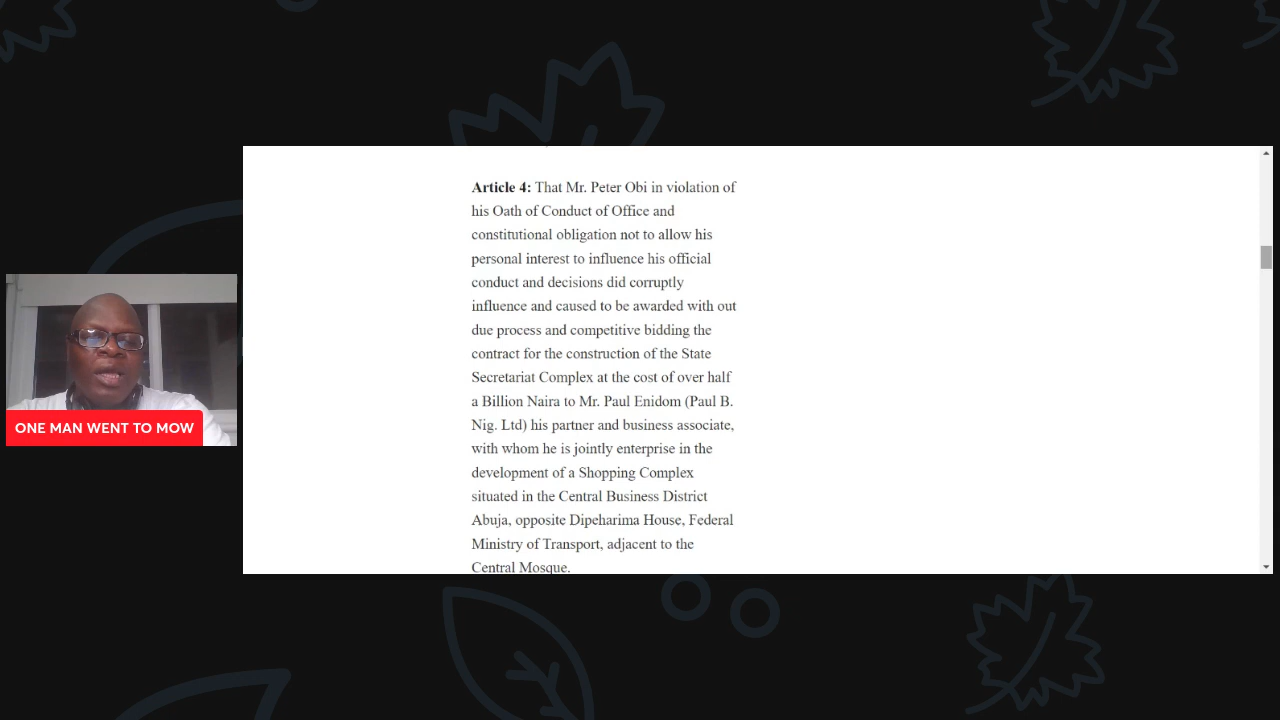 Article 4: That Mr. Peter Obi in violation of
his Oath of Conduct of Office and
constitutional obligation not to allow his
personal interest to influence his official
conduct and decisions did corruptly
influence and caused to be awarded with out
due process and competitive bidding the
contract for the construction of the State
Secretariat Complex at the cost of over half
a Billion Naira to Mr. Paul Enidom (Paul B.
Nig. Ltd) his partner and business associate,
with whom he is jointly enterprise in the
development of a Shopping Complex
situated in the Central Business District
Abuja, opposite Dipeharima House, Federal
Ministry of Transport, adjacent to the
Central Mosque.
ONE MAN WENT TO MOW